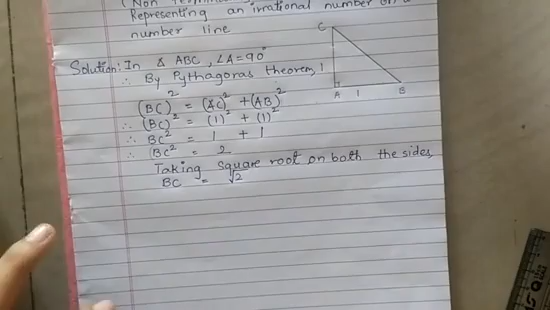 (Non
Representing an irrational number on a
number line
Solution: In Δ ABC, ∠A=90°
∴ By Pythagoras theorem,
(BC)² = (AC)² + (AB)²
∴ (BC)² = (1)² + (1)²
∴ BC² = 1 + 1
∴ BC² = 2
Taking square root on both the sides,
BC = √2
C
1
A 1 B